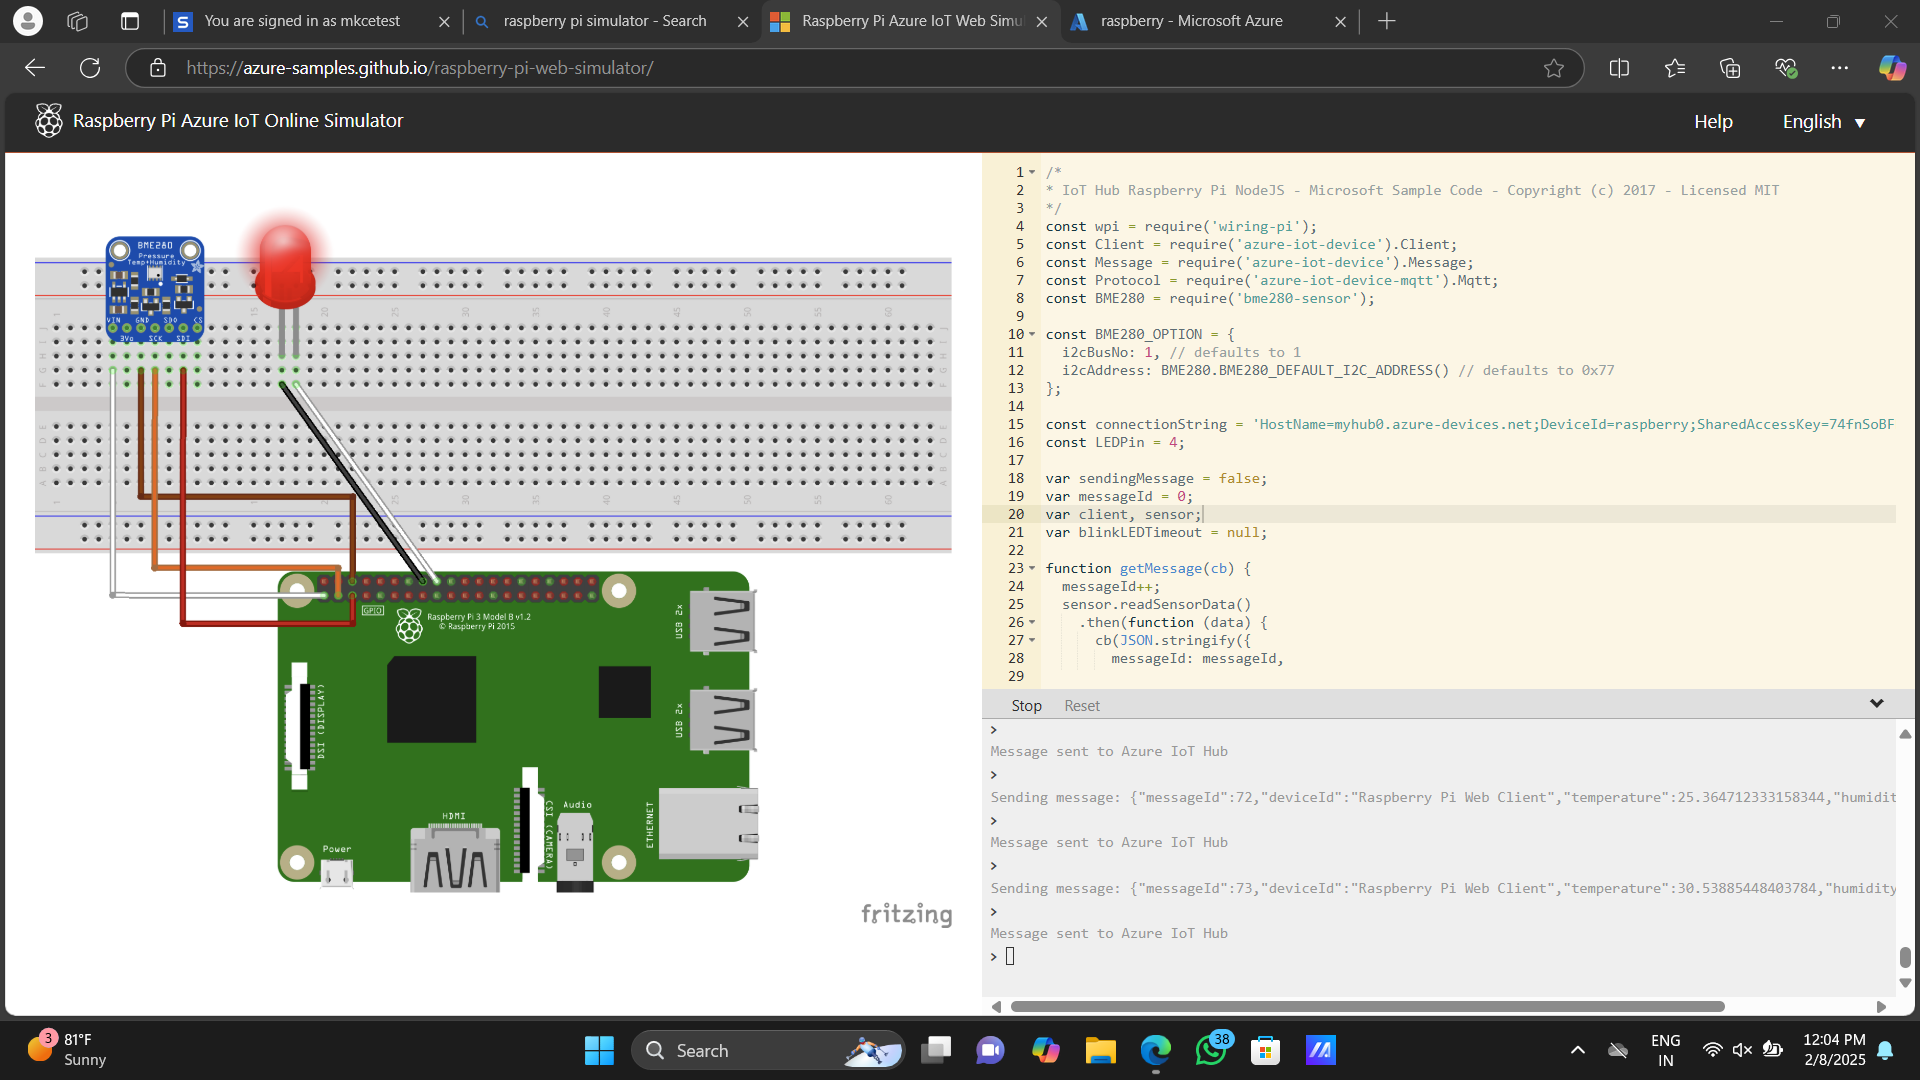 You are signed in as mkcetest
raspberry pi simulator - Search
Raspberry Pi Azure IoT Web Simu
raspberry - Microsoft Azure
https://azure-samples.github.io/raspberry-pi-web-simulator/
Raspberry Pi Azure IoT Online Simulator
Help
English
BME280
Pressure
Temp+Humidity
VIN GND SDO CS
3Vo SCK SDI
GPIO
Raspberry Pi 3 Model B v1.2
© Raspberry Pi 2015
USB 2x
USB 2x
DSI (DISPLAY)
CSI (CAMERA)
Audio
ETHERNET
HDMI
Power
fritzing
1 /*
2 * IoT Hub Raspberry Pi NodeJS - Microsoft Sample Code - Copyright (c) 2017 - Licensed MIT
3 */
4 const wpi = require('wiring-pi');
5 const Client = require('azure-iot-device').Client;
6 const Message = require('azure-iot-device').Message;
7 const Protocol = require('azure-iot-device-mqtt').Mqtt;
8 const BME280 = require('bme280-sensor');
9
10 const BME280_OPTION = {
11 i2cBusNo: 1, // defaults to 1
12 i2cAddress: BME280.BME280_DEFAULT_I2C_ADDRESS() // defaults to 0x77
13 };
14
15 const connectionString = 'HostName=myhub0.azure-devices.net;DeviceId=raspberry;SharedAccessKey=74fnSoBF
16 const LEDPin = 4;
17
18 var sendingMessage = false;
19 var messageId = 0;
20 var client, sensor;
21 var blinkLEDTimeout = null;
22
23 function getMessage(cb) {
24 messageId++;
25 sensor.readSensorData()
26 .then(function (data) {
27 cb(JSON.stringify({
28 messageId: messageId,
29
Stop Reset
>
Message sent to Azure IoT Hub
>
Sending message: {"messageId":72,"deviceId":"Raspberry Pi Web Client","temperature":25.364712333158344,"humidit
>
Message sent to Azure IoT Hub
>
Sending message: {"messageId":73,"deviceId":"Raspberry Pi Web Client","temperature":30.53885448403784,"humidity
>
Message sent to Azure IoT Hub
>
3
81°F
Sunny
Search
38
ENG
IN
12:04 PM
2/8/2025